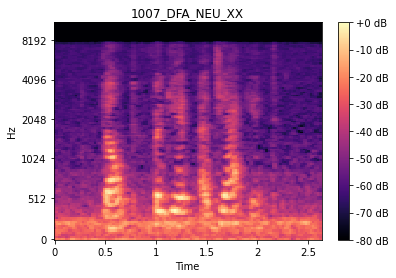 1007_DFA_NEU_XX
+0 dB
8192
-10 dB
4096
-20 dB
-30 dB
2048
-40 dB
Hz
1024
-50 dB
512
-60 dB
-70 dB
0
-80 dB
0 0.5 1 1.5 2 2.5
Time